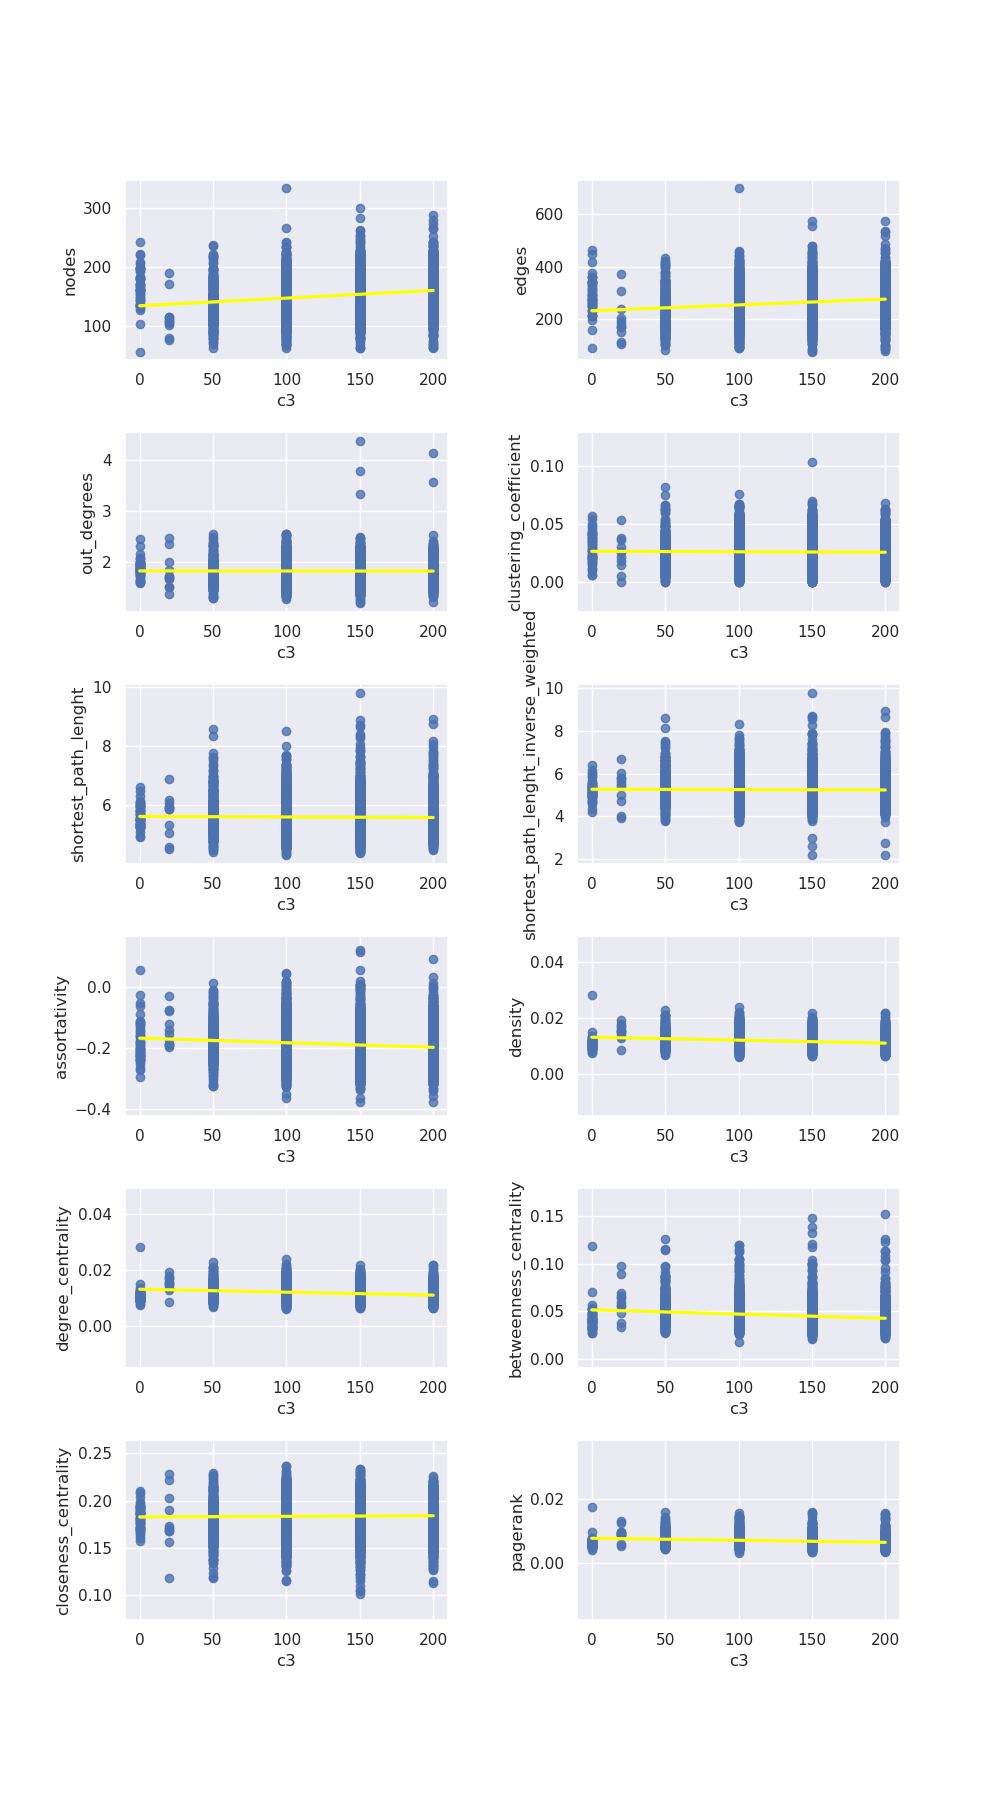 nodes
300
200
100
0 50 100 150 200
c3
edges
600
400
200
0 50 100 150 200
c3
out_degrees
4
3
2
0 50 100 150 200
c3
clustering_coefficient
0.10
0.05
0.00
0 50 100 150 200
c3
shortest_path_lenght
10
8
6
0 50 100 150 200
c3
shortest_path_lenght_inverse_weighted
10
8
6
4
2
0 50 100 150 200
c3
assortativity
0.0
−0.2
−0.4
0 50 100 150 200
c3
density
0.04
0.02
0.00
0 50 100 150 200
c3
degree_centrality
0.04
0.02
0.00
0 50 100 150 200
c3
betweenness_centrality
0.15
0.10
0.05
0.00
0 50 100 150 200
c3
closeness_centrality
0.25
0.20
0.15
0.10
0 50 100 150 200
c3
pagerank
0.02
0.00
0 50 100 150 200
c3